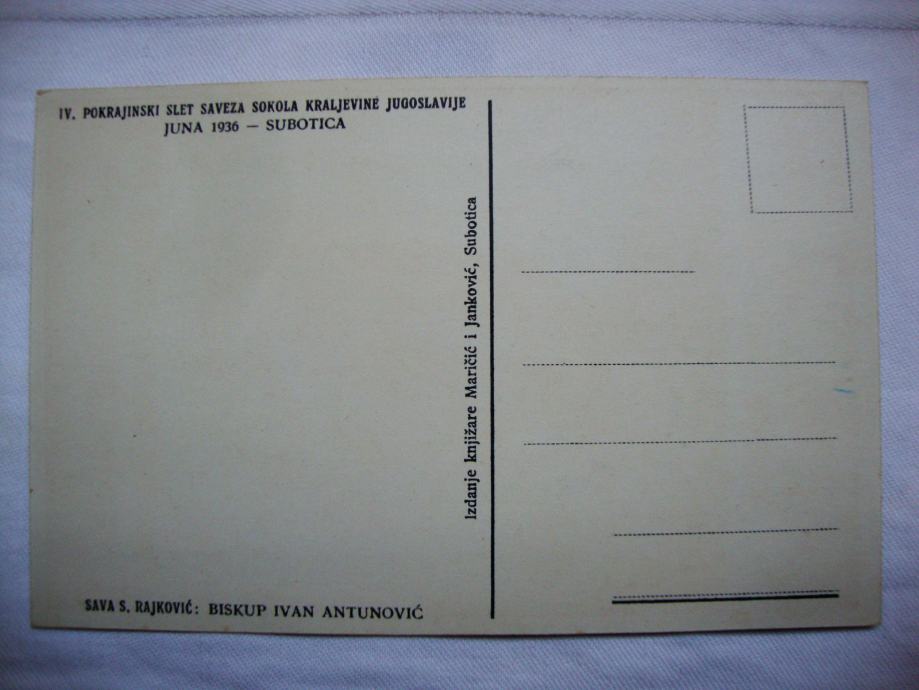 IV. POKRAJINSKI SLET SAVEZA SOKOLA KRALJEVINE JUGOSLAVIJE
JUNA 1936 — SUBOTICA
Izdanje knjižare Maričić i Janković, Subotica
SAVA S. RAJKOVIĆ: BISKUP IVAN ANTUNOVIĆ